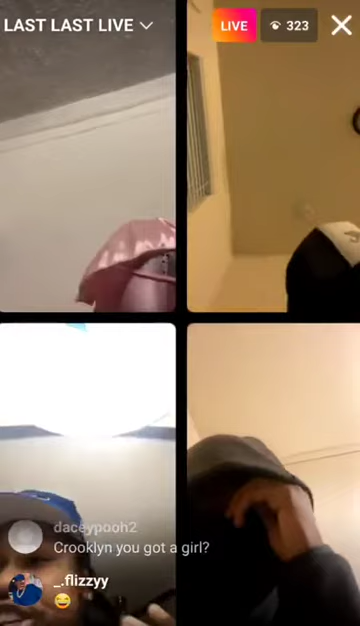 LAST LAST LIVE
LIVE
323
daceypooh2
Crooklyn you got a girl?
_.flizzyy
😂